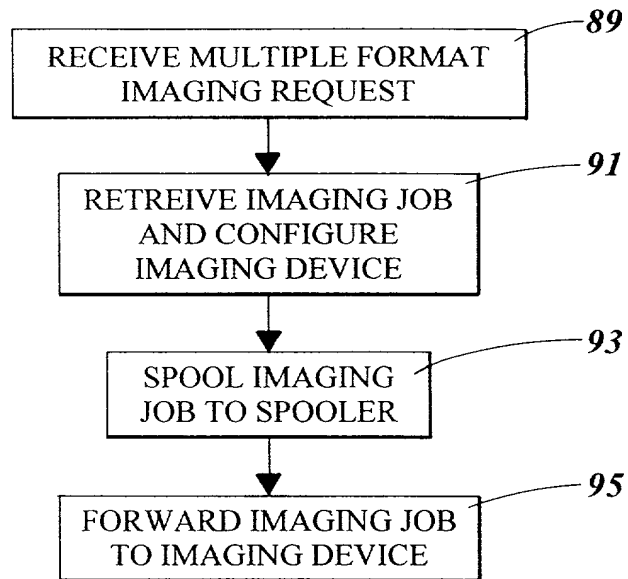 89
RECEIVE MULTIPLE FORMAT
IMAGING REQUEST
91
RETREIVE IMAGING JOB
AND CONFIGURE
IMAGING DEVICE
93
SPOOL IMAGING
JOB TO SPOOLER
95
FORWARD IMAGING JOB
TO IMAGING DEVICE